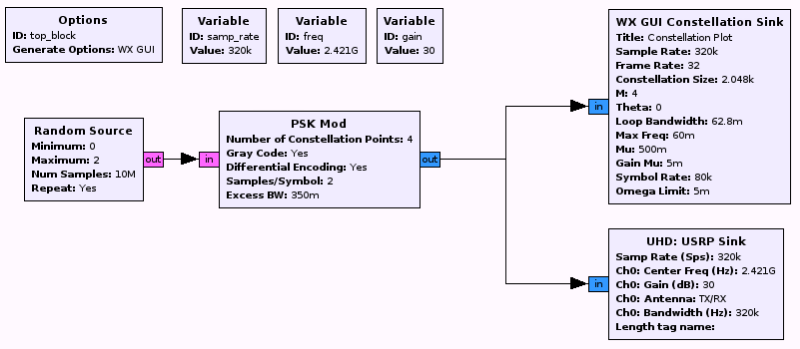 Options
ID: top_block
Generate Options: WX GUI
Variable
ID: samp_rate
Value: 320k
Variable
ID: freq
Value: 2.421G
Variable
ID: gain
Value: 30
WX GUI Constellation Sink
Title: Constellation Plot
Sample Rate: 320k
Frame Rate: 32
Constellation Size: 2.048k
M: 4
Theta: 0
Loop Bandwidth: 62.8m
Max Freq: 60m
Mu: 500m
Gain Mu: 5m
Symbol Rate: 80k
Omega Limit: 5m
in
Random Source
Minimum: 0
Maximum: 2
Num Samples: 10M
Repeat: Yes
out
in
PSK Mod
Number of Constellation Points: 4
Gray Code: Yes
Differential Encoding: Yes
Samples/Symbol: 2
Excess BW: 350m
out
UHD: USRP Sink
Samp Rate (Sps): 320k
Ch0: Center Freq (Hz): 2.421G
Ch0: Gain (dB): 30
Ch0: Antenna: TX/RX
Ch0: Bandwidth (Hz): 320k
Length tag name:
in